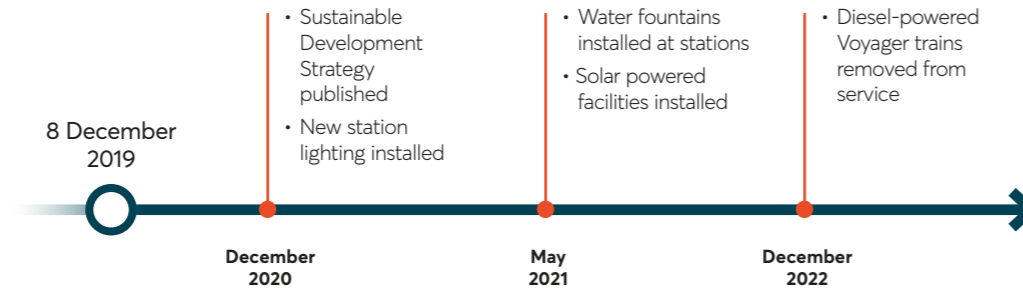 8 December
2019
• Sustainable
Development
Strategy
published
• New station
lighting installed
December
2020
• Water fountains
installed at stations
• Solar powered
facilities installed
May
2021
• Diesel-powered
Voyager trains
removed from
service
December
2022